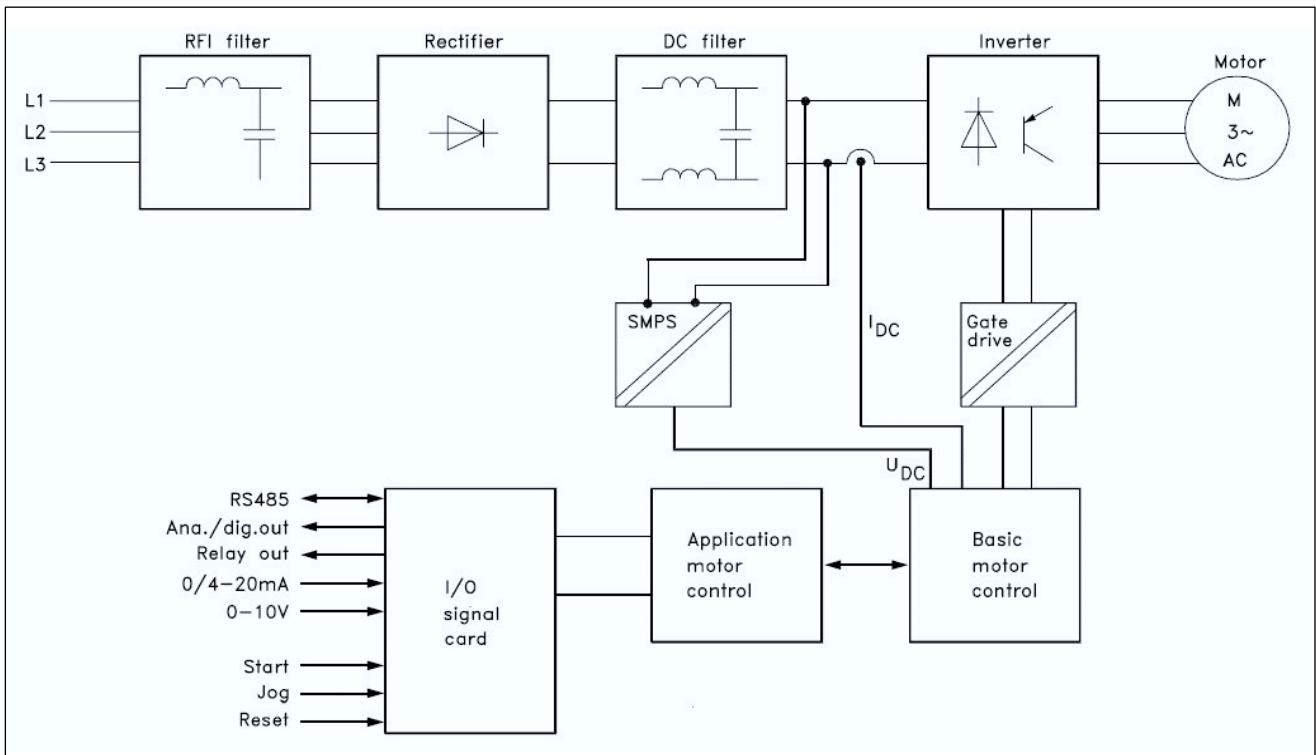 RFI filter
Rectifier
DC filter
Inverter
Motor
L1
L2
L3
M
3~
AC
SMPS
IDC
Gate
drive
UDC
RS485
Ana./dig.out
Relay out
0/4-20mA
0-10V
Start
Jog
Reset
I/O
signal
card
Application
motor
control
Basic
motor
control